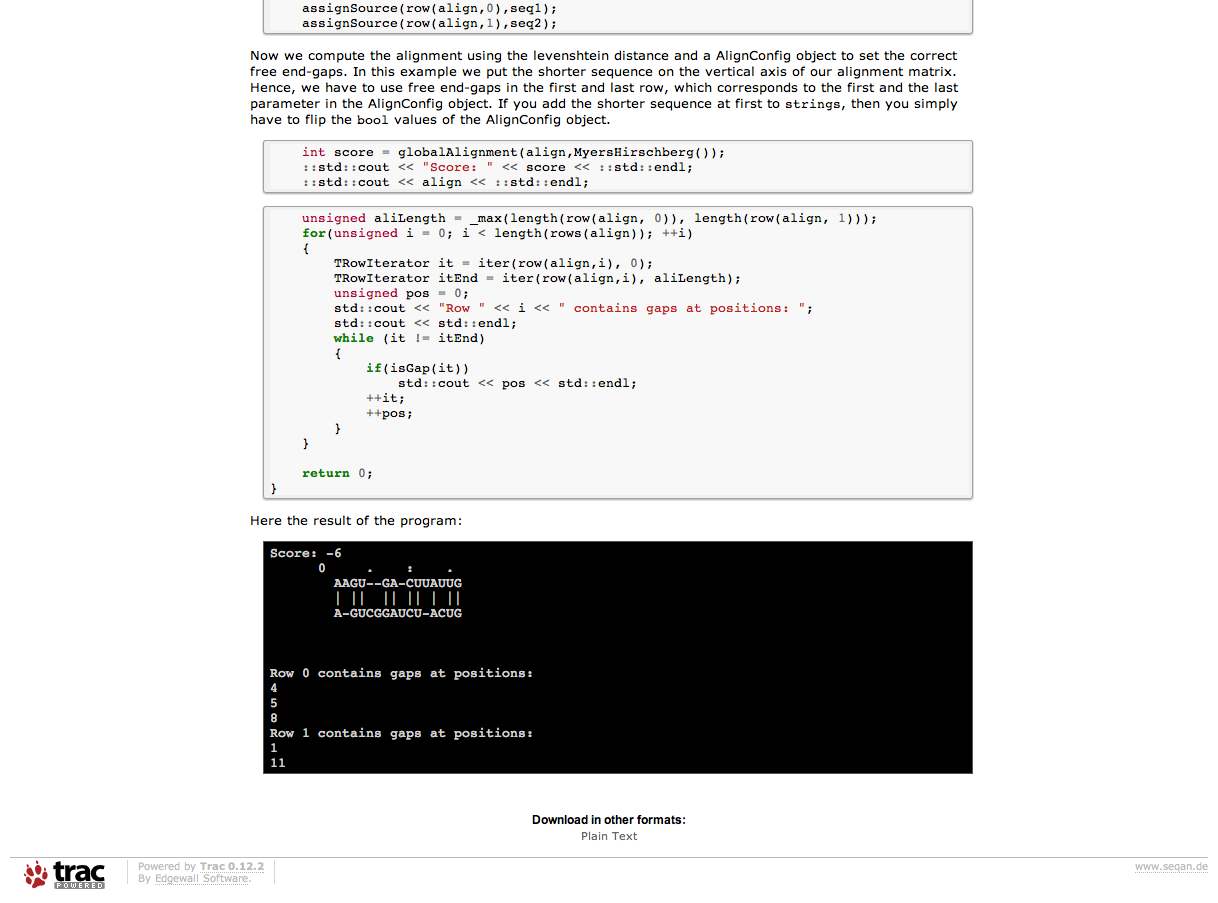 assignSource(row(align,0),seq1);
assignSource(row(align,1),seq2);
Now we compute the alignment using the levenshtein distance and a AlignConfig object to set the correct
free end-gaps. In this example we put the shorter sequence on the vertical axis of our alignment matrix.
Hence, we have to use free end-gaps in the first and last row, which corresponds to the first and the last
parameter in the AlignConfig object. If you add the shorter sequence at first to strings, then you simply
have to flip the bool values of the AlignConfig object.
int score = globalAlignment(align,MyersHirschberg());
::std::cout << "Score: " << score << ::std::endl;
::std::cout << align << ::std::endl;
unsigned aliLength = _max(length(row(align, 0)), length(row(align, 1)));
for(unsigned i = 0; i < length(rows(align)); ++i)
{
TRowIterator it = iter(row(align,i), 0);
TRowIterator itEnd = iter(row(align,i), aliLength);
unsigned pos = 0;
std::cout << "Row " << i << " contains gaps at positions: ";
std::cout << std::endl;
while (it != itEnd)
{
if(isGap(it))
std::cout << pos << std::endl;
++it;
++pos;
}
}
return 0;
}
Here the result of the program:
Score: -6
0     .    :    .
AAGU--GA-CUUAUUG
| ||  || || | ||
A-GUCGGAUCU-ACUG
Row 0 contains gaps at positions:
4
5
8
Row 1 contains gaps at positions:
1
11
Download in other formats:
Plain Text
trac
POWERED
Powered by Trac 0.12.2
By Edgewall Software.
www.seqan.de